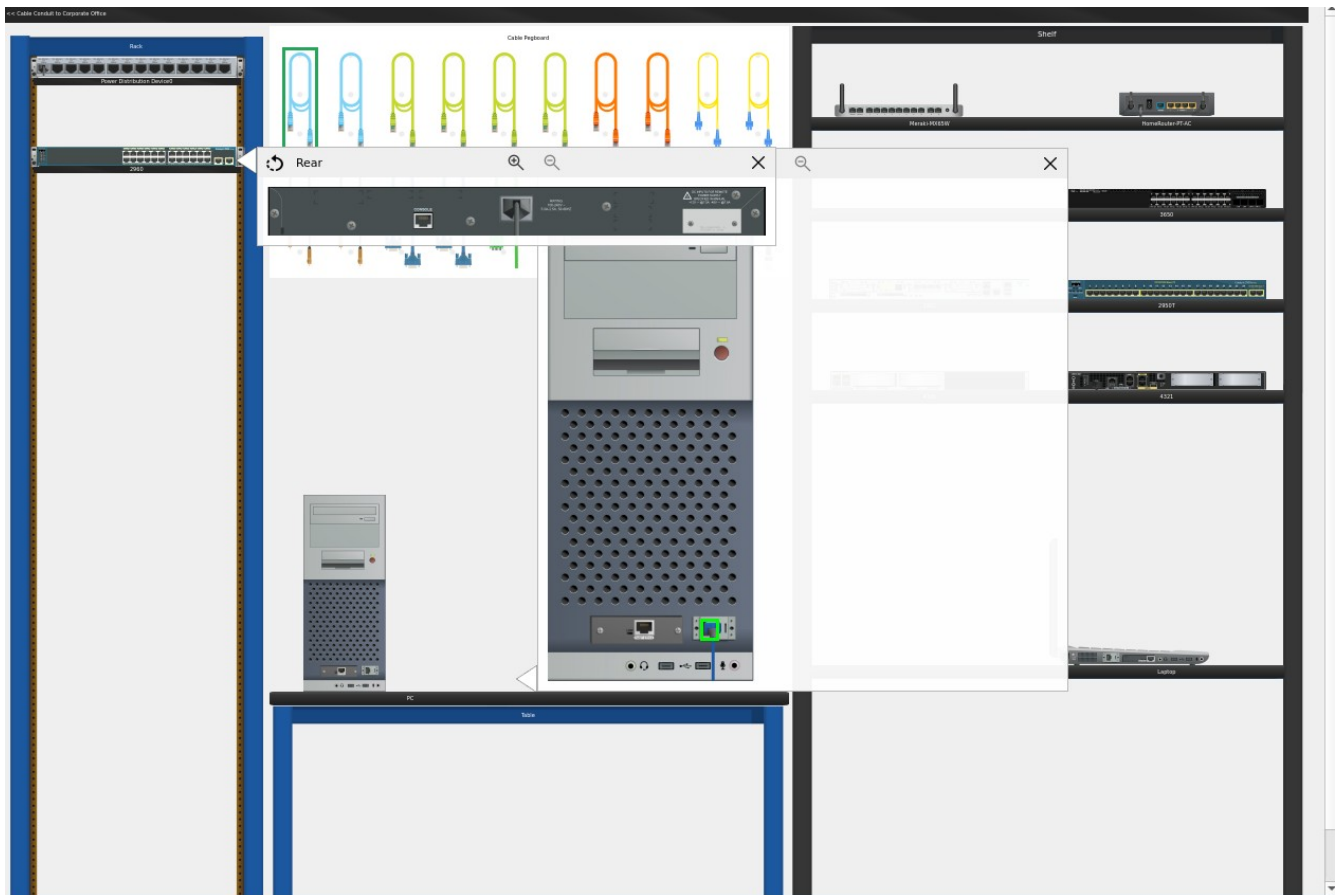 << Cable Conduit to Corporate Office
Rack
Cable Pegboard
Shelf
Power Distribution Device0
Meraki-MX65W
HomeRouter-PT-AC
2960
Rear
CONSOLE
3650
2950T
4321
Laptop
PC
Table